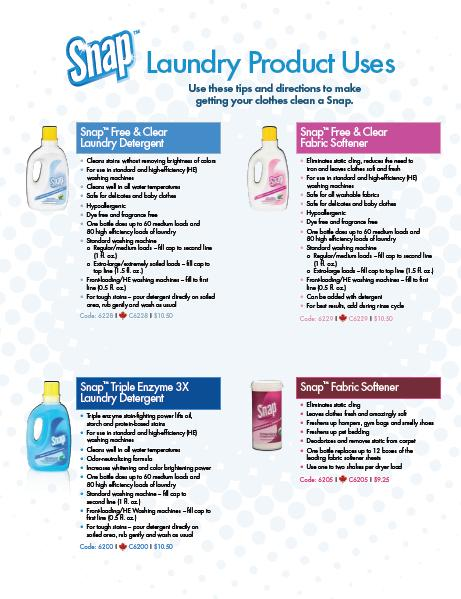 Snap™ Laundry Product Uses
Use these tips and directions to make
getting your clothes clean a Snap.
Snap™ Free & Clear
Laundry Detergent
• Cleans stains without removing brightness of colors
• For use in standard and high-efficiency (HE)
washing machines
• Cleans well in all water temperatures
• Safe for delicates and baby clothes
• Hypoallergenic
• Dye free and fragrance free
• One bottle does up to 60 medium loads and
80 high efficiency loads of laundry
• Standard washing machine
o Regular/medium loads – fill cap to second line
(1 fl. oz.)
o Extra-large/extremely soiled loads – fill cap to
top line (1.5 fl. oz.)
• Front-loading/HE washing machines – fill to first
line (0.5 fl. oz.)
• For tough stains – pour detergent directly on soiled
area, rub gently and wash as usual
Code: 6228 I C6228 I $10.50
Snap™ Free & Clear
Fabric Softener
• Eliminates static cling, reduces the need to
iron and leaves clothes soft and fresh
• For use in standard and high-efficiency (HE)
washing machines
• Safe for all washable fabrics
• Safe for delicates and baby clothes
• Hypoallergenic
• Dye free and fragrance free
• One bottle does up to 60 medium loads and
80 high efficiency loads of laundry
• Standard washing machine
o Regular/medium loads – fill cap to second line
(1 fl. oz.)
o Extra-large loads – fill cap to top line (1.5 fl. oz.)
• Front-loading/HE washing machines – fill to first
line (0.5 fl. oz.)
• Can be added with detergent
• For best results, add during rinse cycle
Code: 6229 I C6229 I $10.50
Snap™ Triple Enzyme 3X
Laundry Detergent
• Triple enzyme stain-fighting power lifts oil,
starch and protein-based stains
• For use in standard and high-efficiency (HE)
washing machines
• Cleans well in all water temperatures
• Odor-neutralizing formula
• Increases whitening and color brightening power
• One bottle does up to 60 medium loads and
80 high efficiency loads of laundry
• Standard washing machine – fill cap to
second line (1 fl. oz.)
• Front-loading/HE Washing machines – fill cap to
first line (0.5 fl. oz.)
• For tough stains – pour detergent directly on
soiled area, rub gently and wash as usual
Code: 6200 I C6200 I $10.50
Snap™ Fabric Softener
• Eliminates static cling
• Leaves clothes fresh and amazingly soft
• Freshens up hampers, gym bags and smelly shoes
• Freshens up pet bedding
• Deodorizes and removes static from carpet
• One bottle replaces up to 12 boxes of the
leading fabric softener sheets
• Use one to two shakes per dryer load
Code: 6205 I C6205 I $9.25
Snap
Snap
Snap
Snap